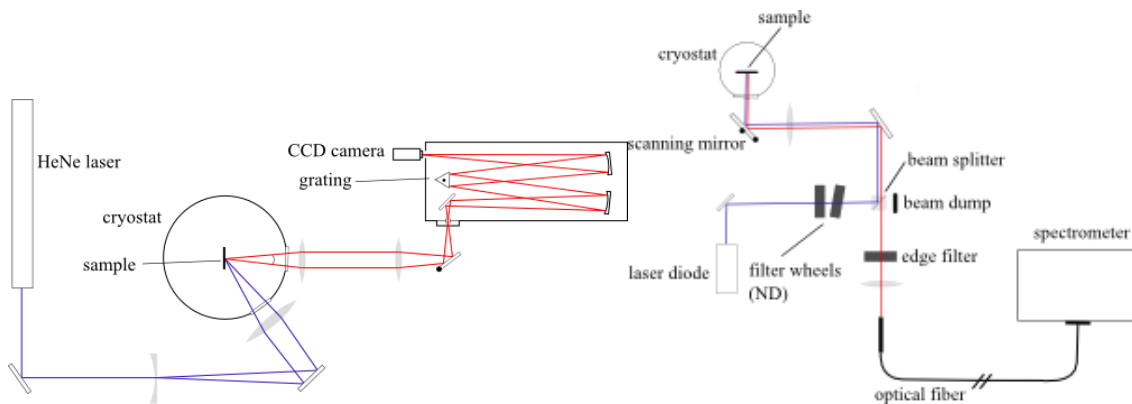 HeNe laser
cryostat
sample
CCD camera
grating
sample
cryostat
scanning mirror
beam splitter
beam dump
laser diode
filter wheels
(ND)
edge filter
spectrometer
optical fiber